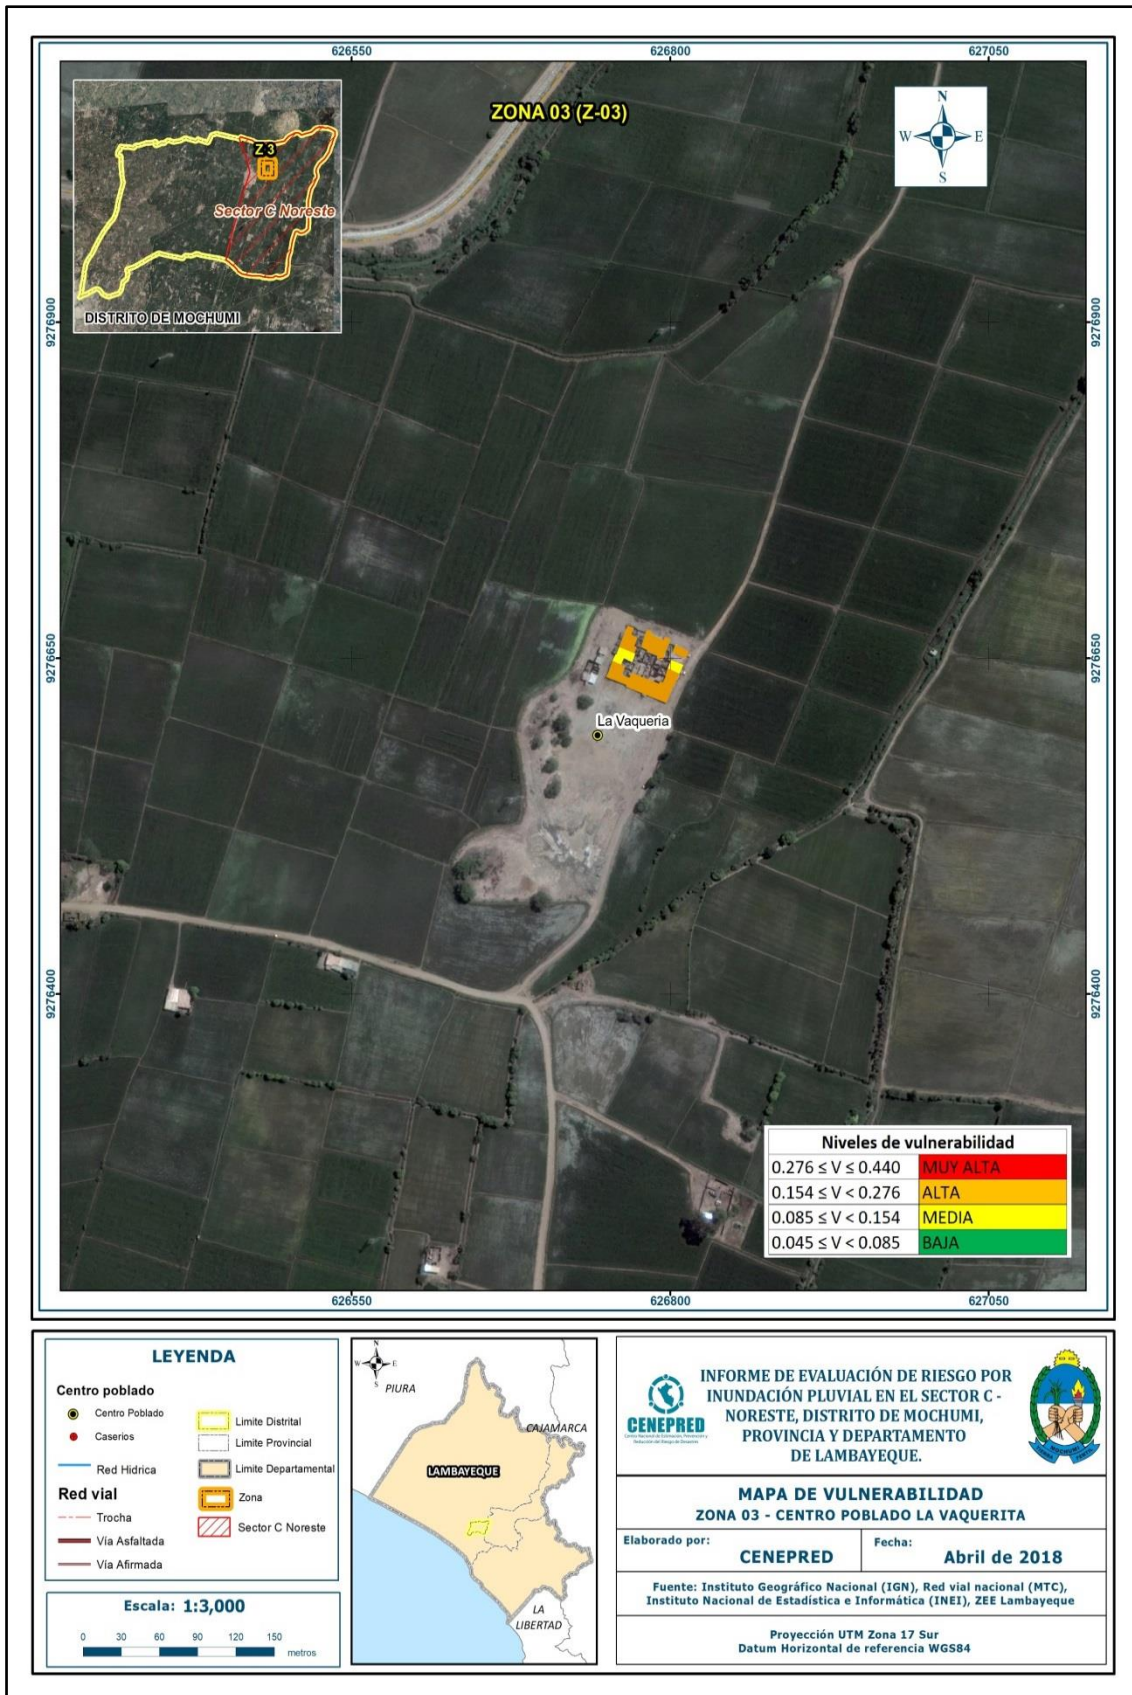 626550
626800
627050
ZONA 03 (Z-03)
N
W E
S
Z 3
Sector C Noreste
DISTRITO DE MOCHUMI
9276900
9276900
9276650
9276650
La Vaqueria
9276400
9276400
Niveles de vulnerabilidad
0.276 ≤ V ≤ 0.440 MUY ALTA
0.154 ≤ V < 0.276 ALTA
0.085 ≤ V < 0.154 MEDIA
0.045 ≤ V < 0.085 BAJA
626550
626800
627050
LEYENDA
Centro poblado
Centro Poblado
Caserios
Red Hidrica
Red vial
Trocha
Vía Asfaltada
Vía Afirmada
Limite Distrital
Limite Provincial
Limite Departamental
Zona
Sector C Noreste
Escala: 1:3,000
0 30 60 90 120 150
metros
N
W E
S
PIURA
CAJAMARCA
LAMBAYEQUE
LA
LIBERTAD
CENEPRED
INFORME DE EVALUACIÓN DE RIESGO POR
INUNDACIÓN PLUVIAL EN EL SECTOR C -
NORESTE, DISTRITO DE MOCHUMI,
PROVINCIA Y DEPARTAMENTO
DE LAMBAYEQUE.
MOCHUMI
MAPA DE VULNERABILIDAD
ZONA 03 - CENTRO POBLADO LA VAQUERITA
Elaborado por:
CENEPRED
Fecha:
Abril de 2018
Fuente: Instituto Geográfico Nacional (IGN), Red vial nacional (MTC),
Instituto Nacional de Estadística e Informática (INEI), ZEE Lambayeque
Proyección UTM Zona 17 Sur
Datum Horizontal de referencia WGS84